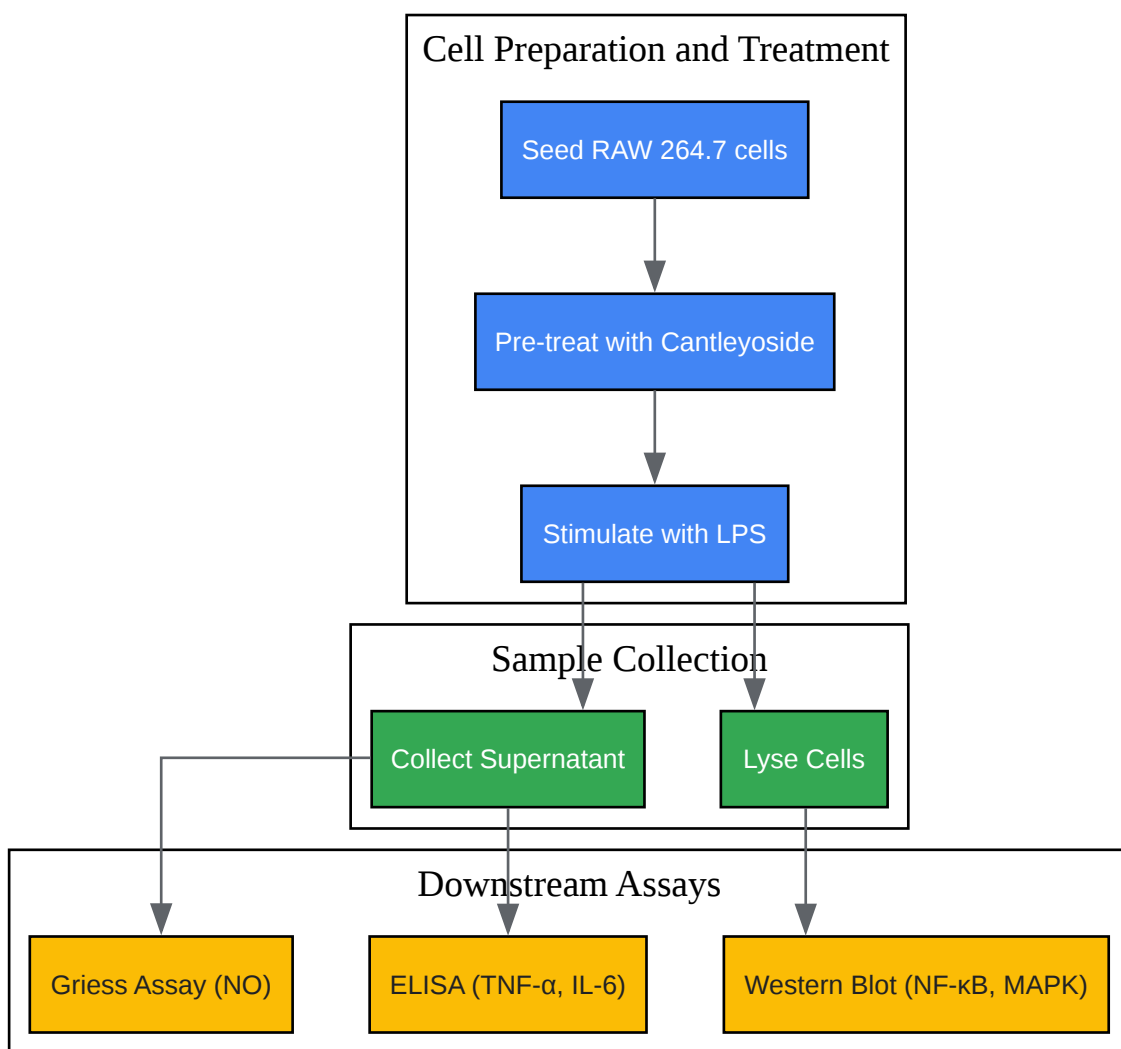 Cell Preparation and Treatment
Seed RAW 264.7 cells
Pre-treat with Cantleyoside
Stimulate with LPS
Sample Collection
Collect Supernatant
Lyse Cells
Downstream Assays
Griess Assay (NO)
ELISA (TNF-α, IL-6)
Western Blot (NF-κB, MAPK)